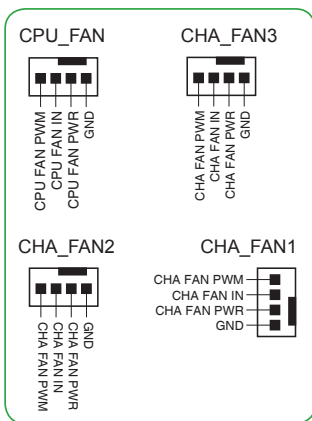 CPU_FAN
CPU FAN PWM
CPU FAN IN
CPU FAN PWR
GND
CHA_FAN3
CHA FAN PWM
CHA FAN IN
CHA FAN PWR
GND
CHA_FAN2
CHA FAN PWM
CHA FAN IN
CHA FAN PWR
GND
CHA_FAN1
CHA FAN PWM
CHA FAN IN
CHA FAN PWR
GND